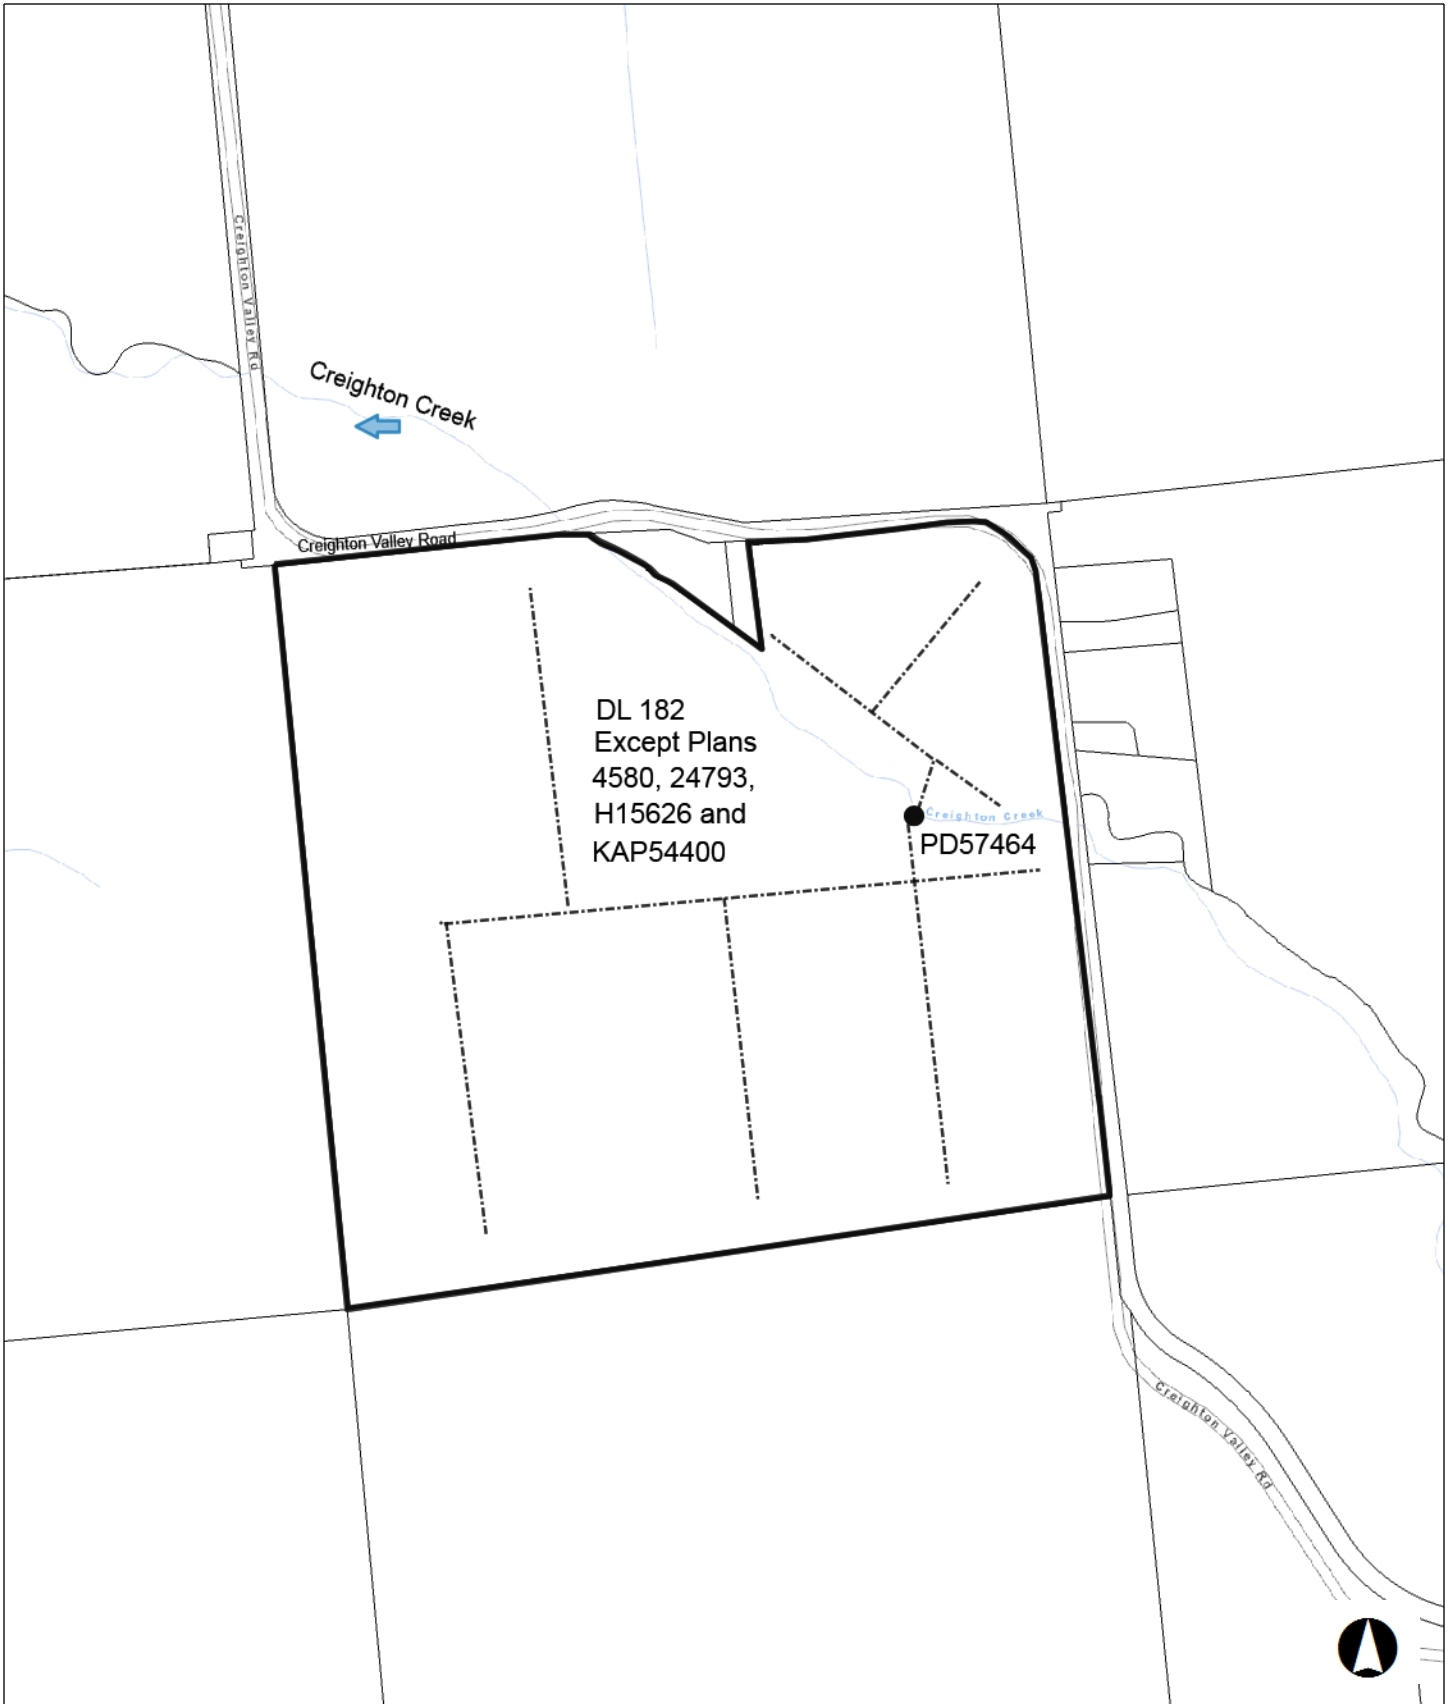 Creighton Valley Rd
Creighton Creek
Creighton Valley Road
DL 182
Except Plans
4580, 24793,
H15626 and
KAP54400
Creighton Creek
PD57464
Creighton Valley Rd